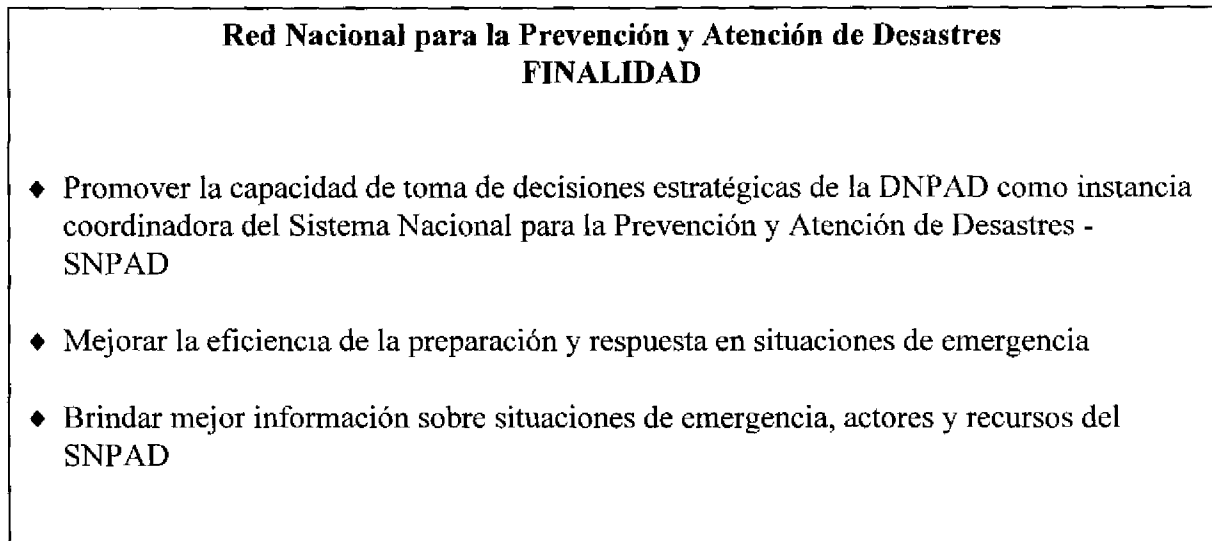 Red Nacional para la Prevención y Atención de Desastres
FINALIDAD
♦ Promover la capacidad de toma de decisiones estratégicas de la DNPAD como instancia
coordinadora del Sistema Nacional para la Prevención y Atención de Desastres -
SNPAD
♦ Mejorar la eficiencia de la preparación y respuesta en situaciones de emergencia
♦ Brindar mejor información sobre situaciones de emergencia, actores y recursos del
SNPAD